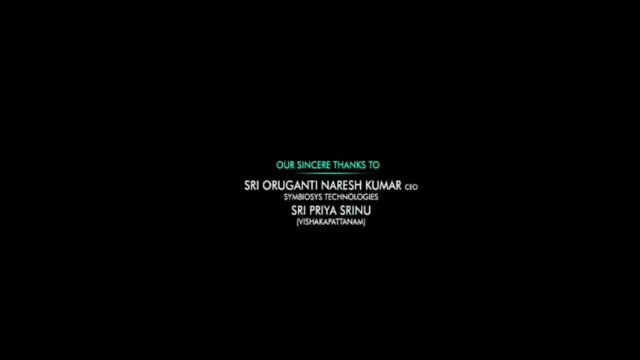 OUR SINCERE THANKS TO
SRI ORUGANTI NARESH KUMAR CEO
SYMBIOSYS TECHNOLOGIES
SRI PRIYA SRINU
(VISHAKAPATTANAM)